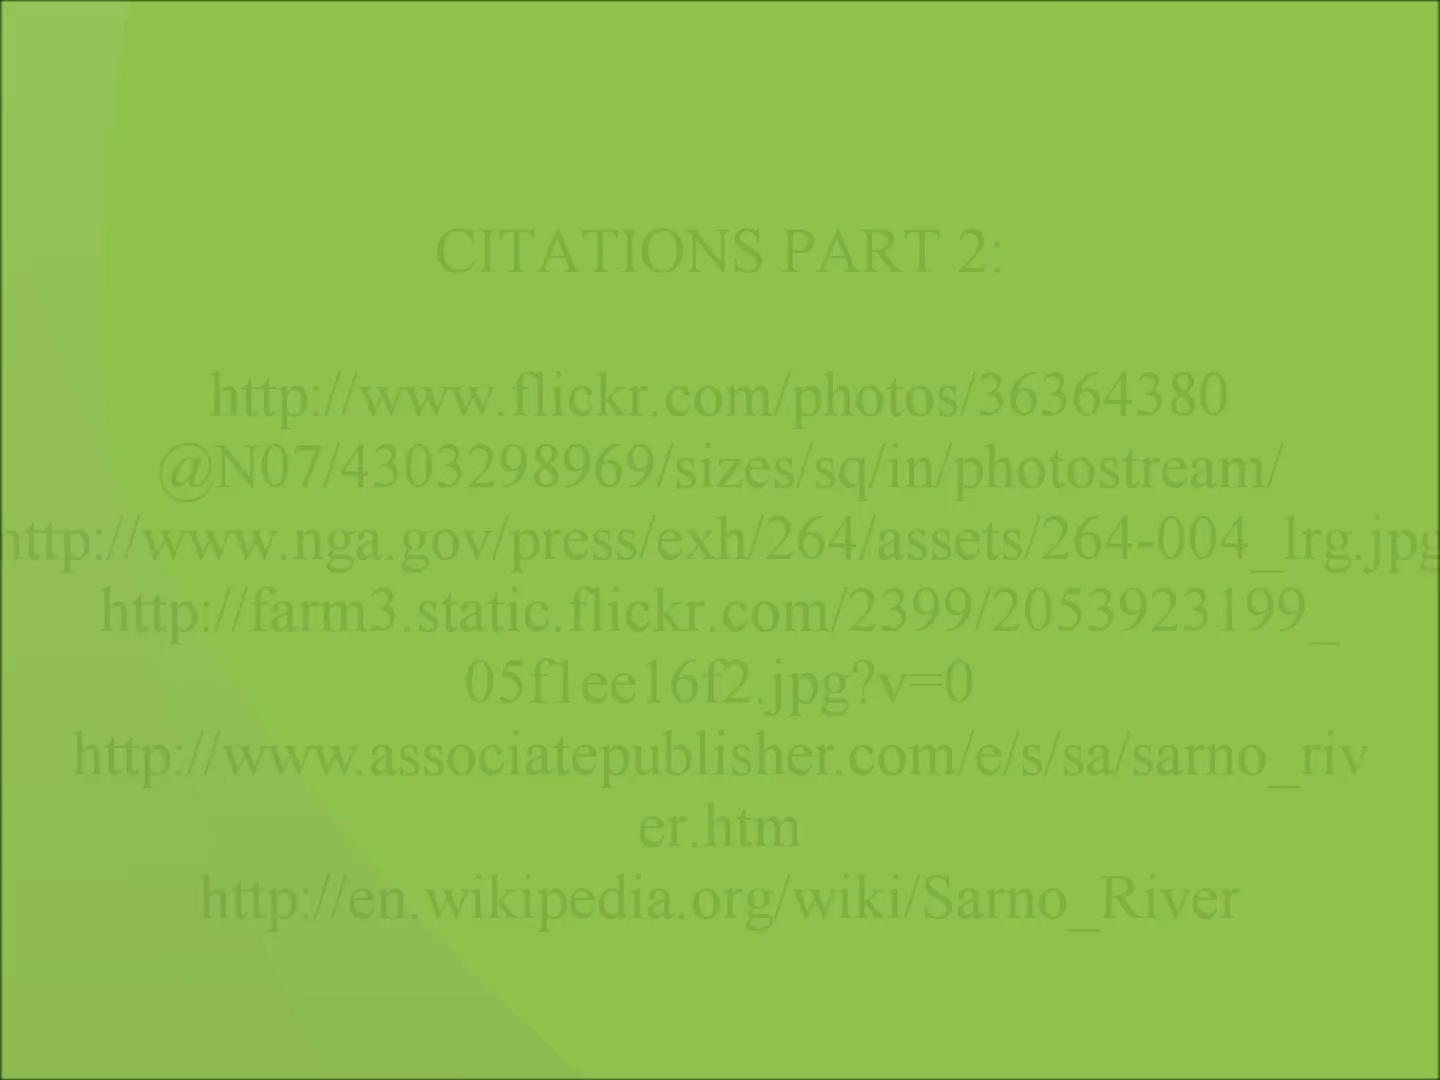 CITATIONS PART 2:
http://www.flickr.com/photos/36364380
@N07/4303298969/sizes/sq/in/photostream/
http://www.nga.gov/press/exh/264/assets/264-004_lrg.jpg
http://farm3.static.flickr.com/2399/2053923199_
05f1ee16f2.jpg?v=0
http://www.associatepublisher.com/e/s/sa/sarno_riv
er.htm
http://en.wikipedia.org/wiki/Sarno_River